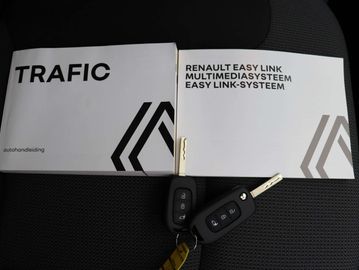 TRAFIC
autohandleiding
RENAULT EASY LINK
MULTIMEDIASYSTEEM
EASY LINK-SYSTEEM